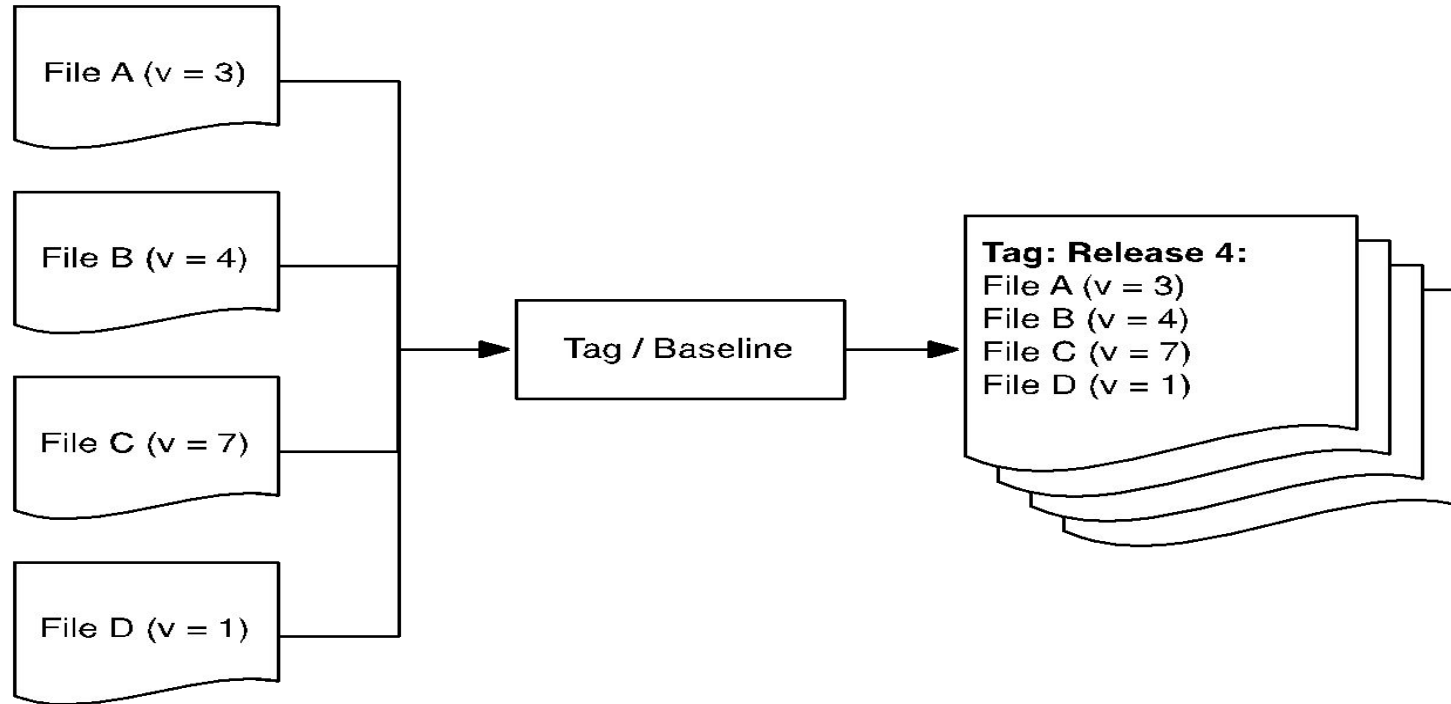 File A (v = 3)
File B (v = 4)
File C (v = 7)
File D (v = 1)
Tag / Baseline
Tag: Release 4:
File A (v = 3)
File B (v = 4)
File C (v = 7)
File D (v = 1)